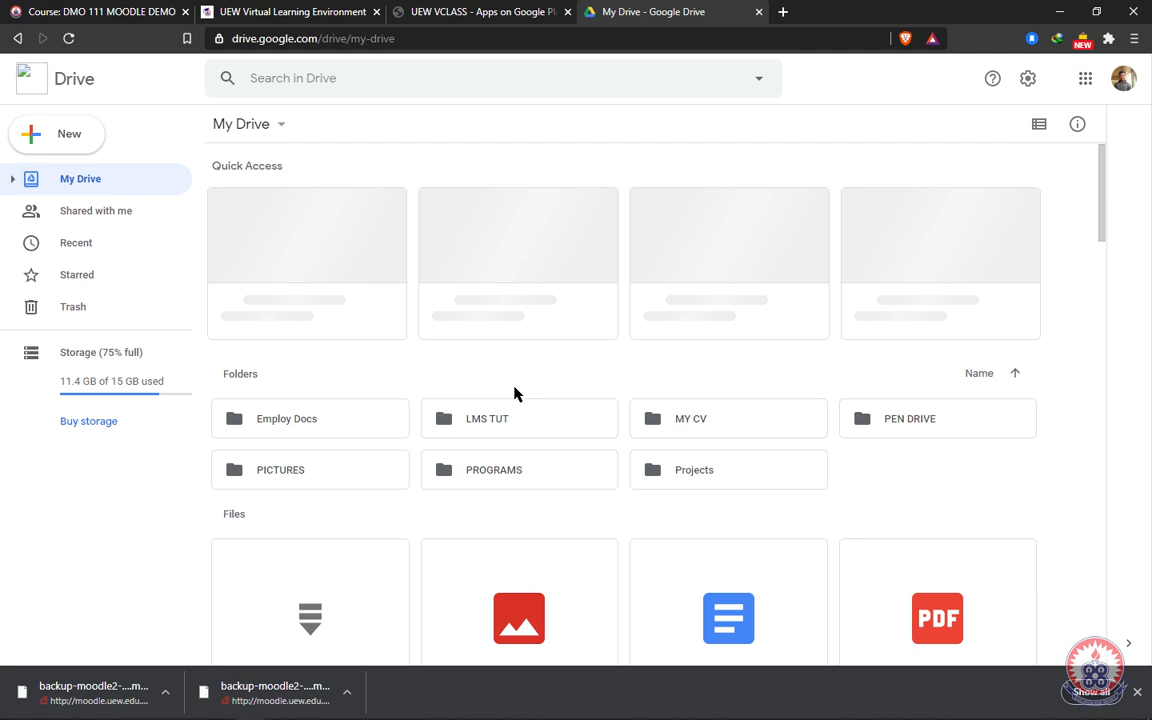 Course: DMO 111 MOODLE DEMO
UEW Virtual Learning Environment
UEW VCLASS - Apps on Google Pl
My Drive - Google Drive
drive.google.com/drive/my-drive
NEW
Drive
Search in Drive
New
My Drive
My Drive
Shared with me
Recent
Starred
Trash
Storage (75% full)
11.4 GB of 15 GB used
Buy storage
Quick Access
Folders
Name
Employ Docs
LMS TUT
MY CV
PEN DRIVE
PICTURES
PROGRAMS
Projects
Files
PDF
backup-moodle2-....m...
http://moodle.uew.edu....
backup-moodle2-....m...
http://moodle.uew.edu....
Show all